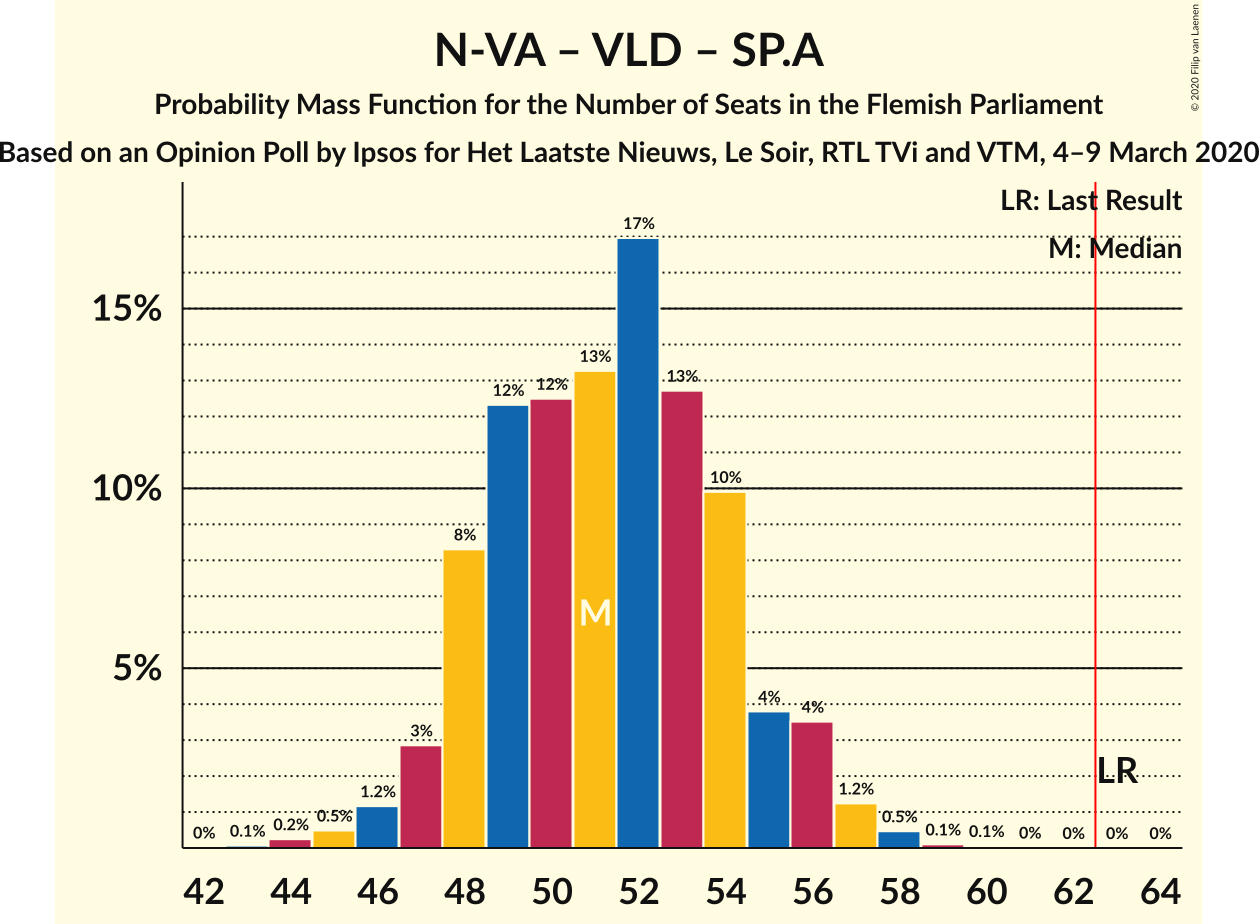 N-VA – VLD – SP.A
Probability Mass Function for the Number of Seats in the Flemish Parliament
Based on an Opinion Poll by Ipsos for Het Laatste Nieuws, Le Soir, RTL TVi and VTM, 4–9 March 2020
© 2020 Filip van Laenen
LR: Last Result
M: Median
17%
15%
13%
13%
12%
12%
10%
10%
8%
M
5%
4%
4%
3%
LR
1.2%
1.2%
0.5%
0.5%
0.2%
0.1%
0%
0.1%
0.1%
0%
0%
0%
0%
42 44 46 48 50 52 54 56 58 60 62 64